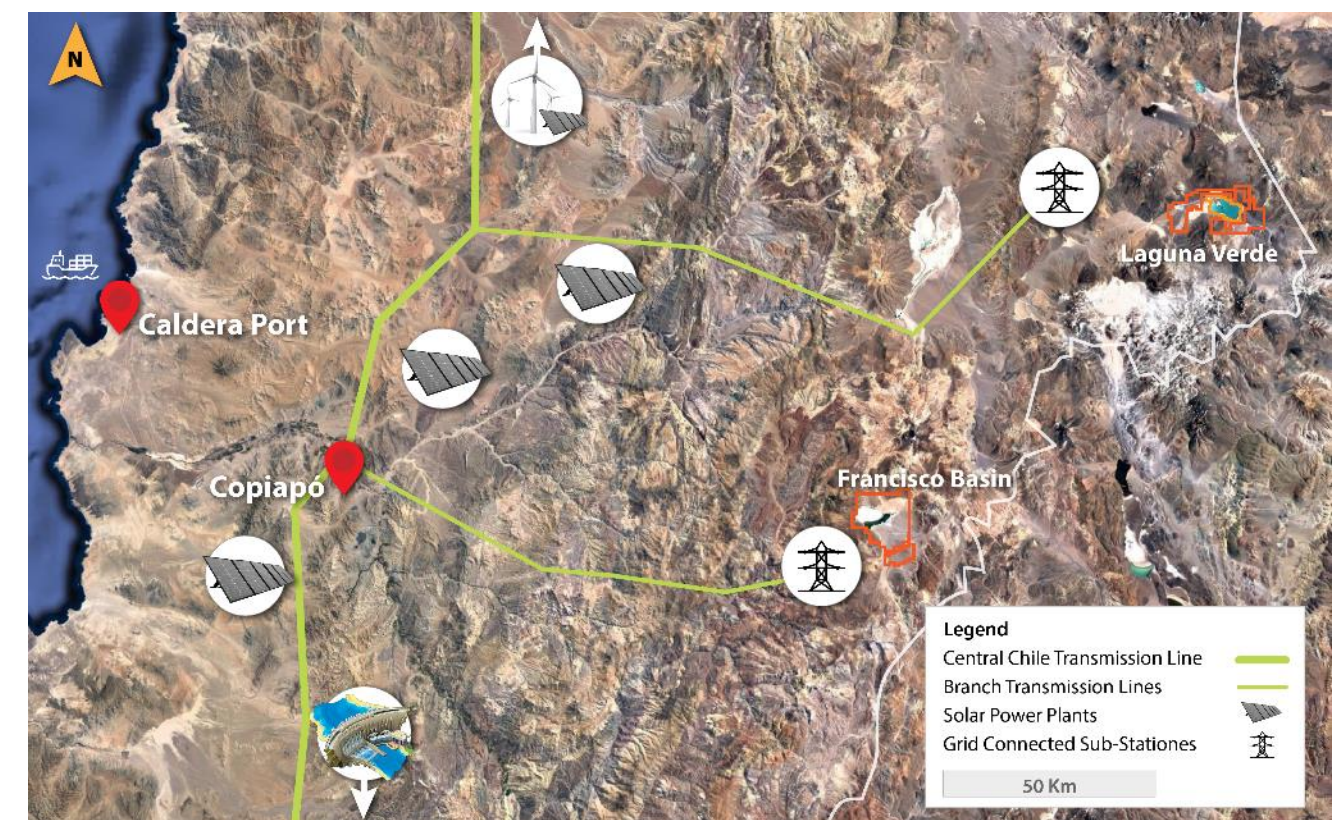 N
Laguna Verde
Caldera Port
Francisco Basin
Copiapó
Legend
Central Chile Transmission Line
Branch Transmission Lines
Solar Power Plants
Grid Connected Sub-Stationes
50 Km